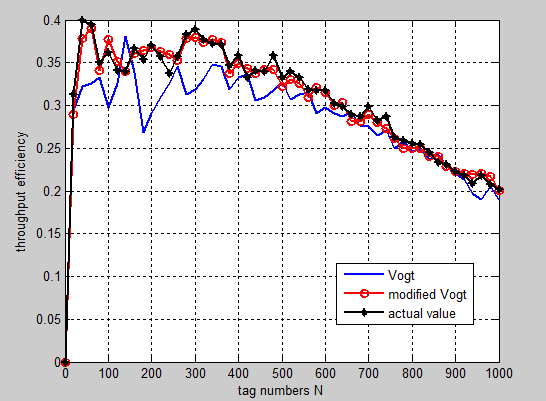 0.4
0.35
0.3
0.25
0.2
0.15
0.1
0.05
0
throughput efficiency
Vogt
modified Vogt
actual value
0 100 200 300 400 500 600 700 800 900 1000
tag numbers N